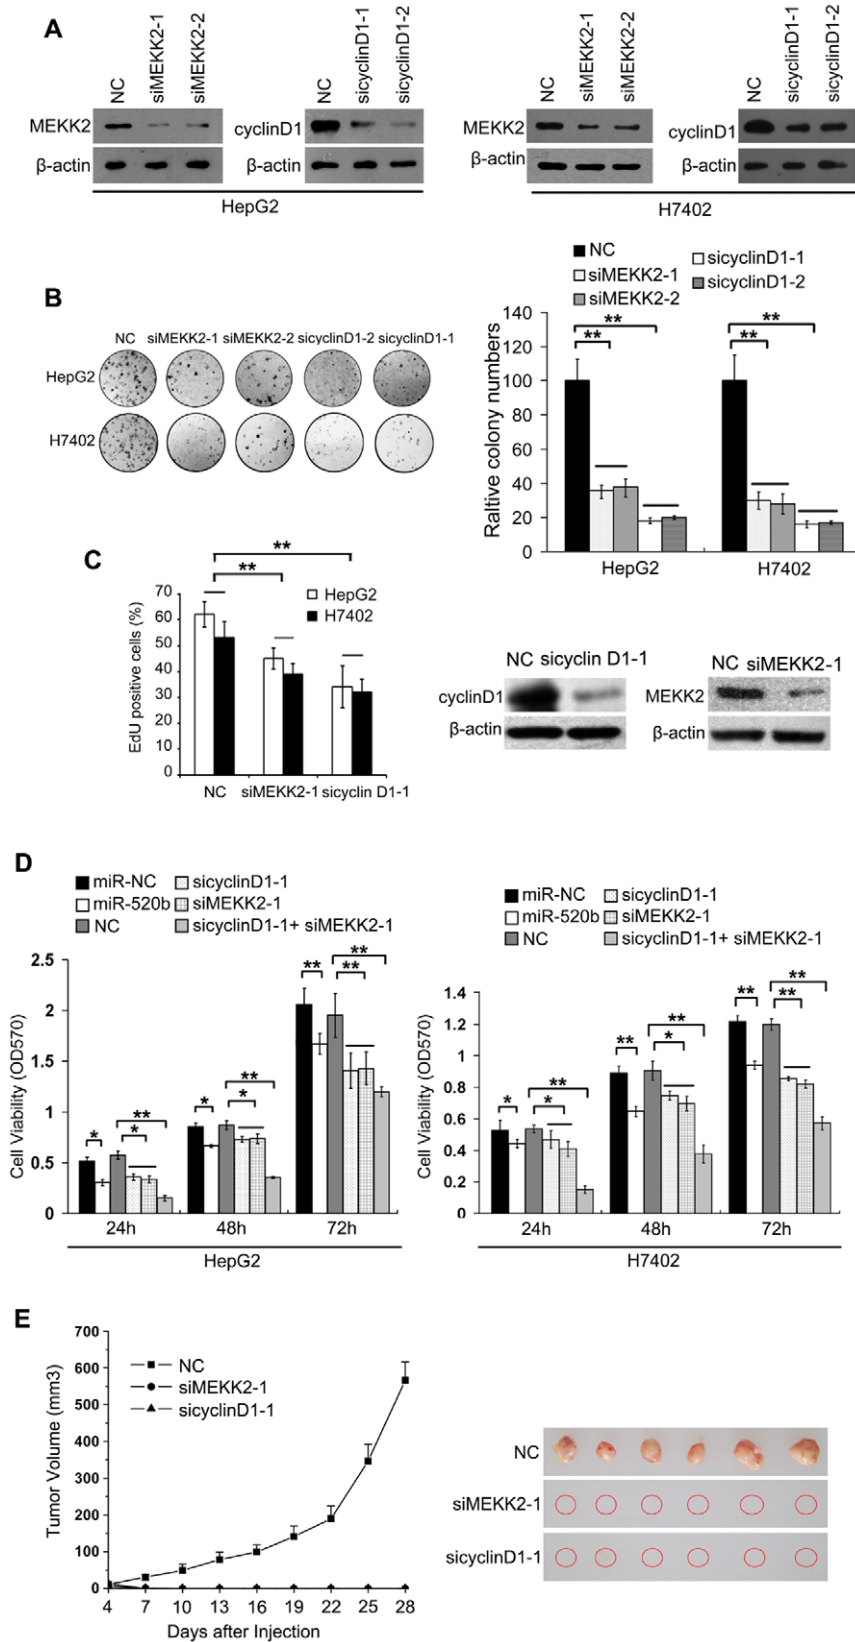 A
NC
siMEKK2-1
siMEKK2-2
NC
sicyclinD1-1
sicyclinD1-2
NC
siMEKK2-1
siMEKK2-2
NC
sicyclinD1-1
sicyclinD1-2
MEKK2
cyclinD1
MEKK2
cyclinD1
β-actin
β-actin
β-actin
β-actin
HepG2
H7402
B
NC siMEKK2-1 siMEKK2-2 sicyclinD1-2 sicyclinD1-1
HepG2
H7402
NC
siMEKK2-1
siMEKK2-2
sicyclinD1-1
sicyclinD1-2
Raltive colony numbers
140
120
100
80
60
40
20
0
** **
** **
HepG2 H7402
C
EdU positive cells (%)
70
60
50
40
30
20
10
0
**
**
HepG2
H7402
NC siMEKK2-1 sicyclin D1-1
NC sicyclin D1-1
cyclinD1
β-actin
NC siMEKK2-1
MEKK2
β-actin
D
miR-NC
miR-520b
NC
sicyclinD1-1
siMEKK2-1
sicyclinD1-1+ siMEKK2-1
Cell Viability (OD570)
2.5
2
1.5
1
0.5
0
* ** *
* ** *
** ** **
24h 48h 72h
HepG2
miR-NC
miR-520b
NC
sicyclinD1-1
siMEKK2-1
sicyclinD1-1+ siMEKK2-1
Cell Viability (OD570)
1.4
1.2
1
0.8
0.6
0.4
0.2
0
* ** *
** ** *
** ** **
24h 48h 72h
H7402
E
Tumor Volume (mm3)
700
600
500
400
300
200
100
0
NC
siMEKK2-1
sicyclinD1-1
4 7 10 13 16 19 22 25 28
Days after Injection
NC
siMEKK2-1
sicyclinD1-1